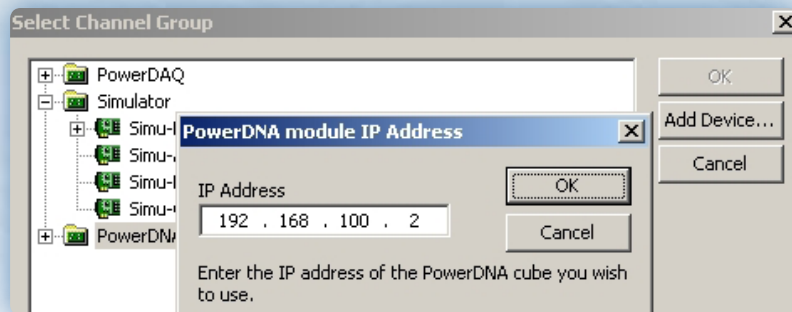 Select Channel Group
PowerDAQ
Simulator
Simu-
Simu-
Simu-
Simu-
PowerDNA
OK
Add Device...
Cancel
PowerDNA module IP Address
IP Address
192 . 168 . 100 . 2
OK
Cancel
Enter the IP address of the PowerDNA cube you wish
to use.